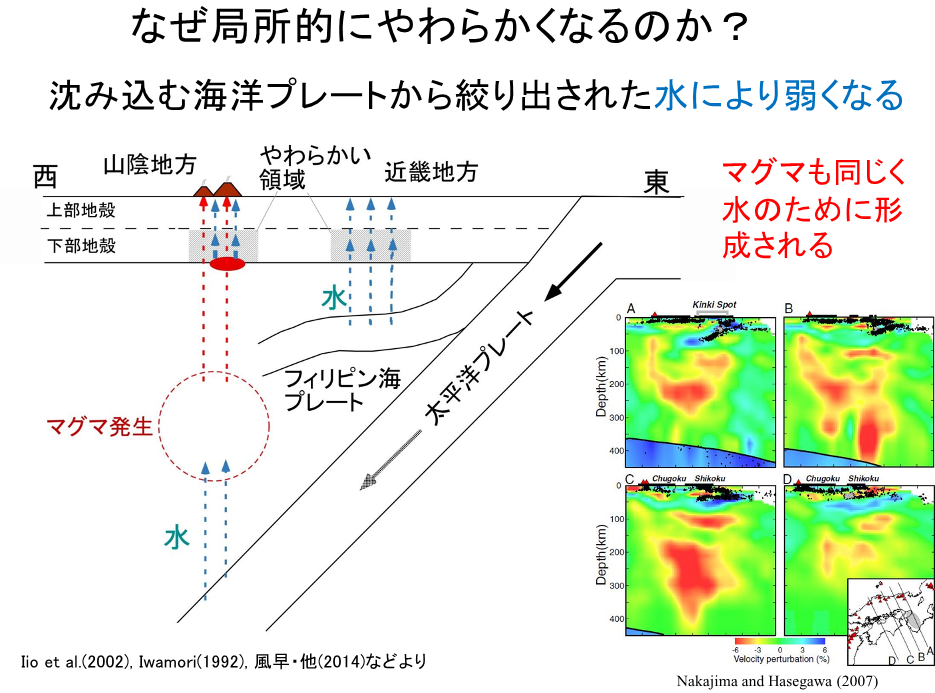 なぜ局所的にやわらかくなるのか？
沈み込む海洋プレートから絞り出された水により弱くなる
西
山陰地方
やわらかい
領域
近畿地方
東
上部地殻
下部地殻
水
フィリピン海
プレート
太平洋プレート
マグマ発生
水
マグマも同じく
水のために形
成される
A
Kinki Spot
B
0
100
200
300
400
Depth(km)
C
Chugoku Shikoku
D
Chugoku Shikoku
0
100
200
300
400
Depth(km)
-6 -3 0 3 6
Velocity perturbation (%)
D C B A
Iio et al.(2002), Iwamori(1992), 風早・他(2014)などより
Nakajima and Hasegawa (2007)